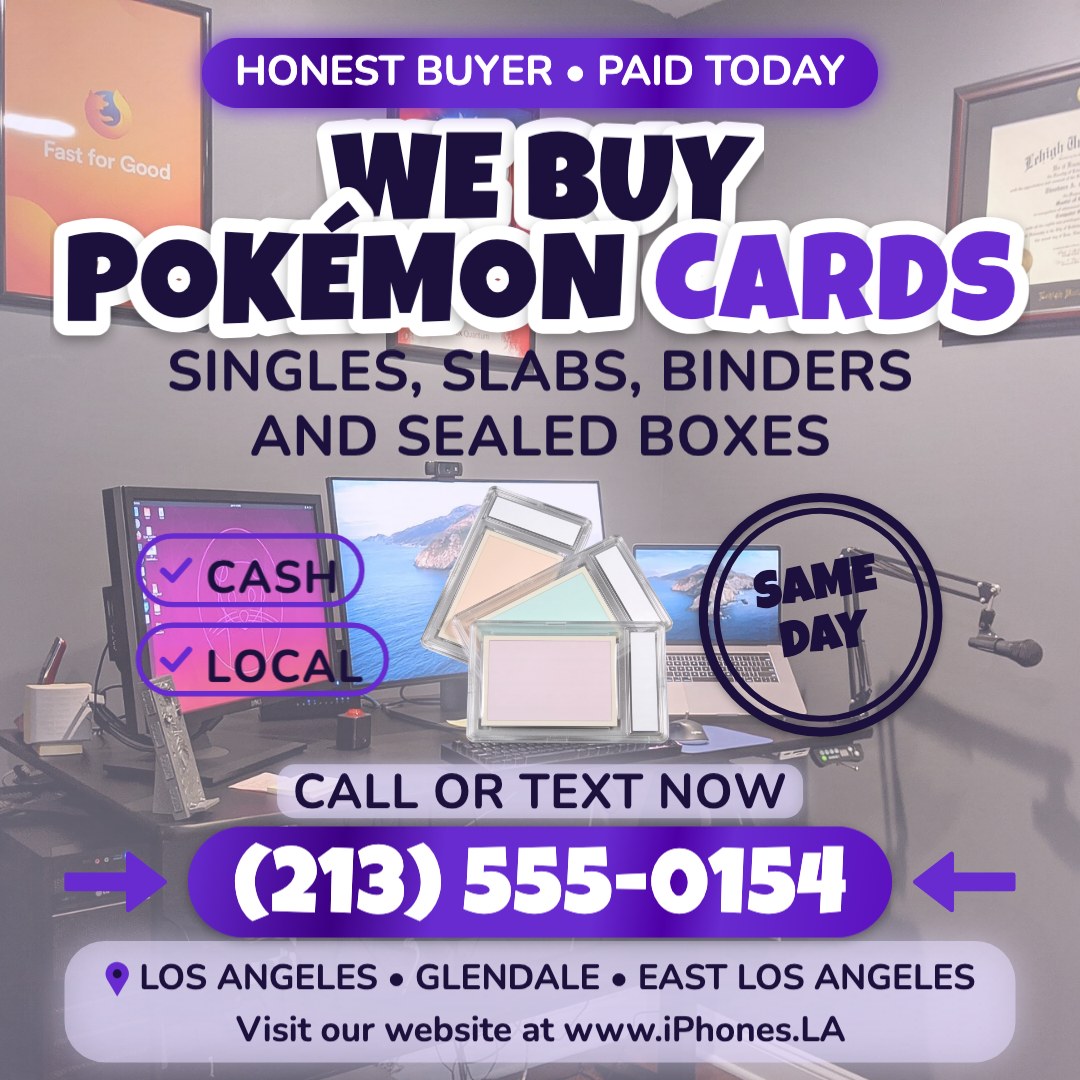 HONEST BUYER • PAID TODAY
WE BUY
POKÉMON CARDS
SINGLES, SLABS, BINDERS
AND SEALED BOXES
Fast for Good
Lehigh
CASH
LOCAL
SAME
DAY
CALL OR TEXT NOW
(213) 555-0154
LOS ANGELES • GLENDALE • EAST LOS ANGELES
Visit our website at www.iPhones.LA